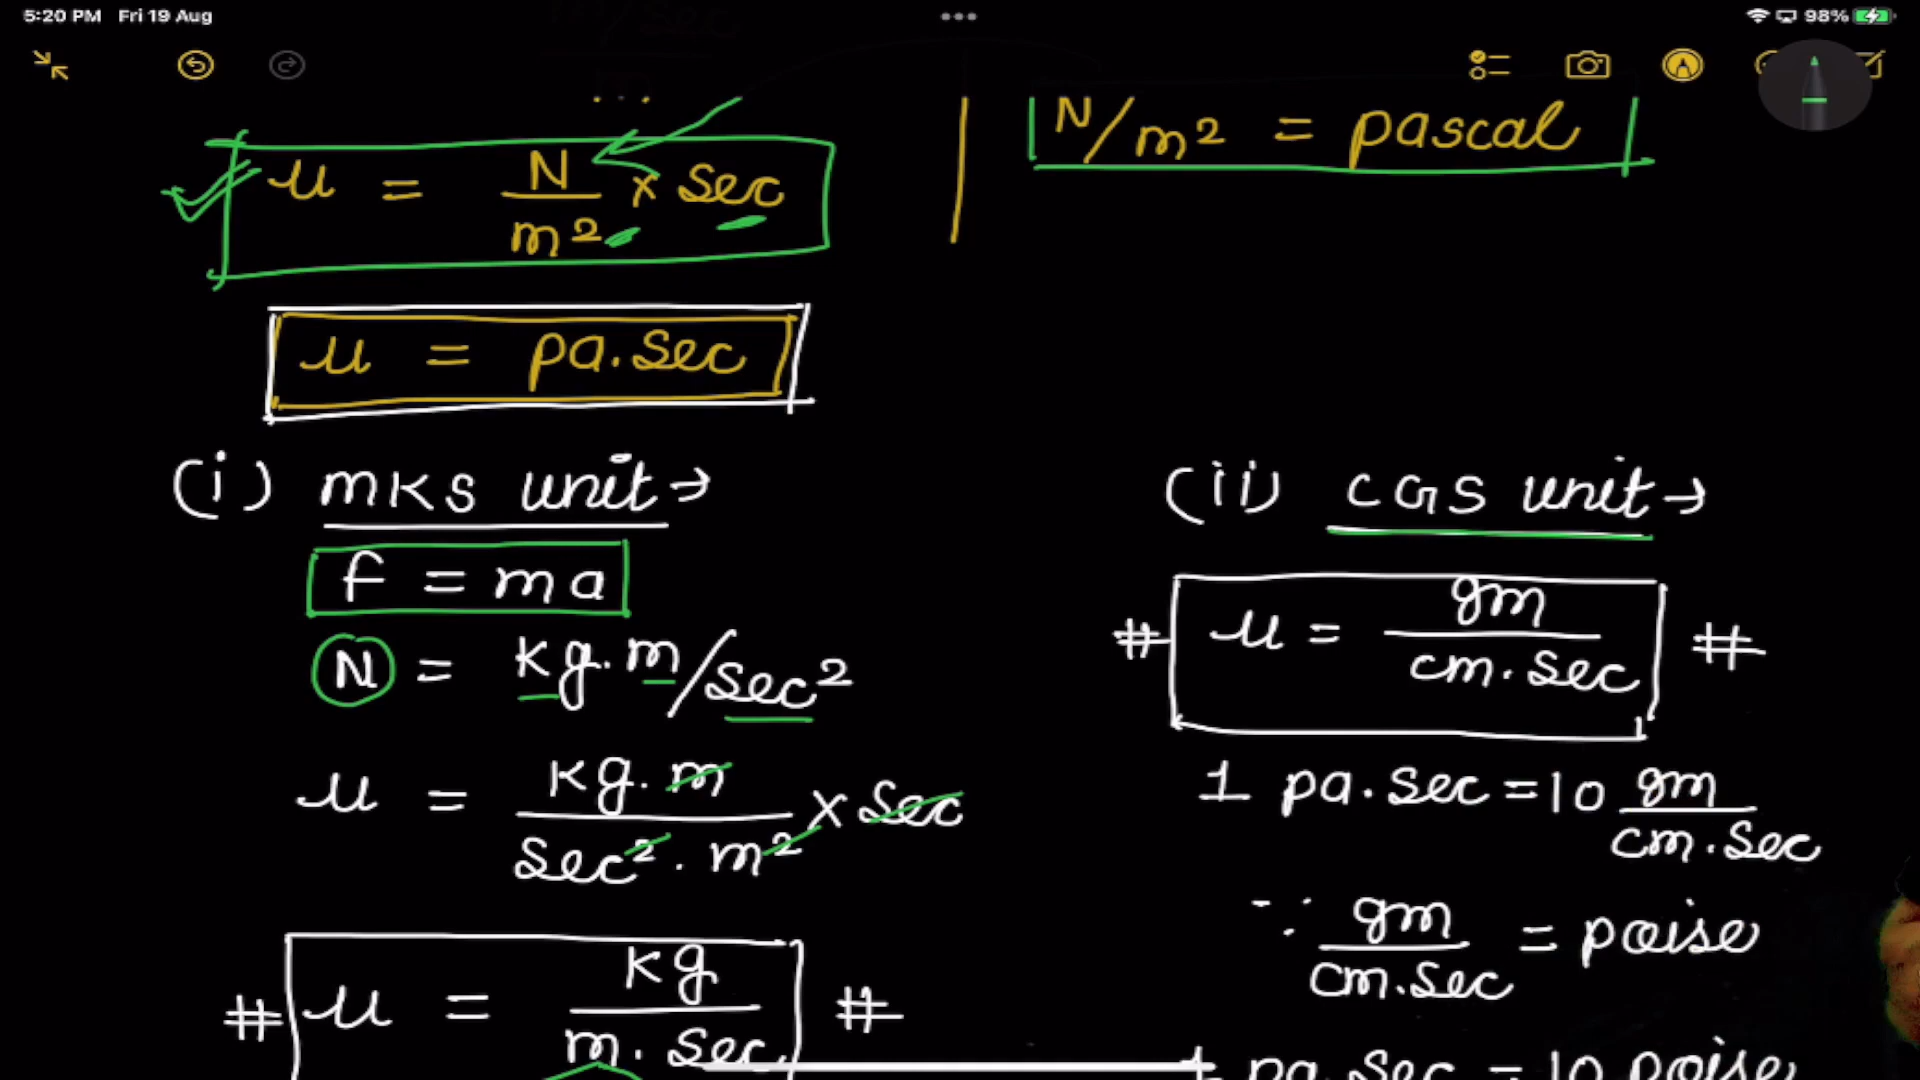 5:20 PM Fri 19 Aug
98%
u = N/m2 × sec
N/m2 = pascal
u = pa.sec
(i) MKS unit →
f = ma
N = kg.m/sec2
u = kg.m/sec2.m2 × sec
# u = kg/m.sec #
(ii) CGS unit →
# u = gm/cm.sec #
1 pa.sec = 10 gm/cm.sec
∵ gm/cm.sec = poise
1 pa.sec = 10 poise